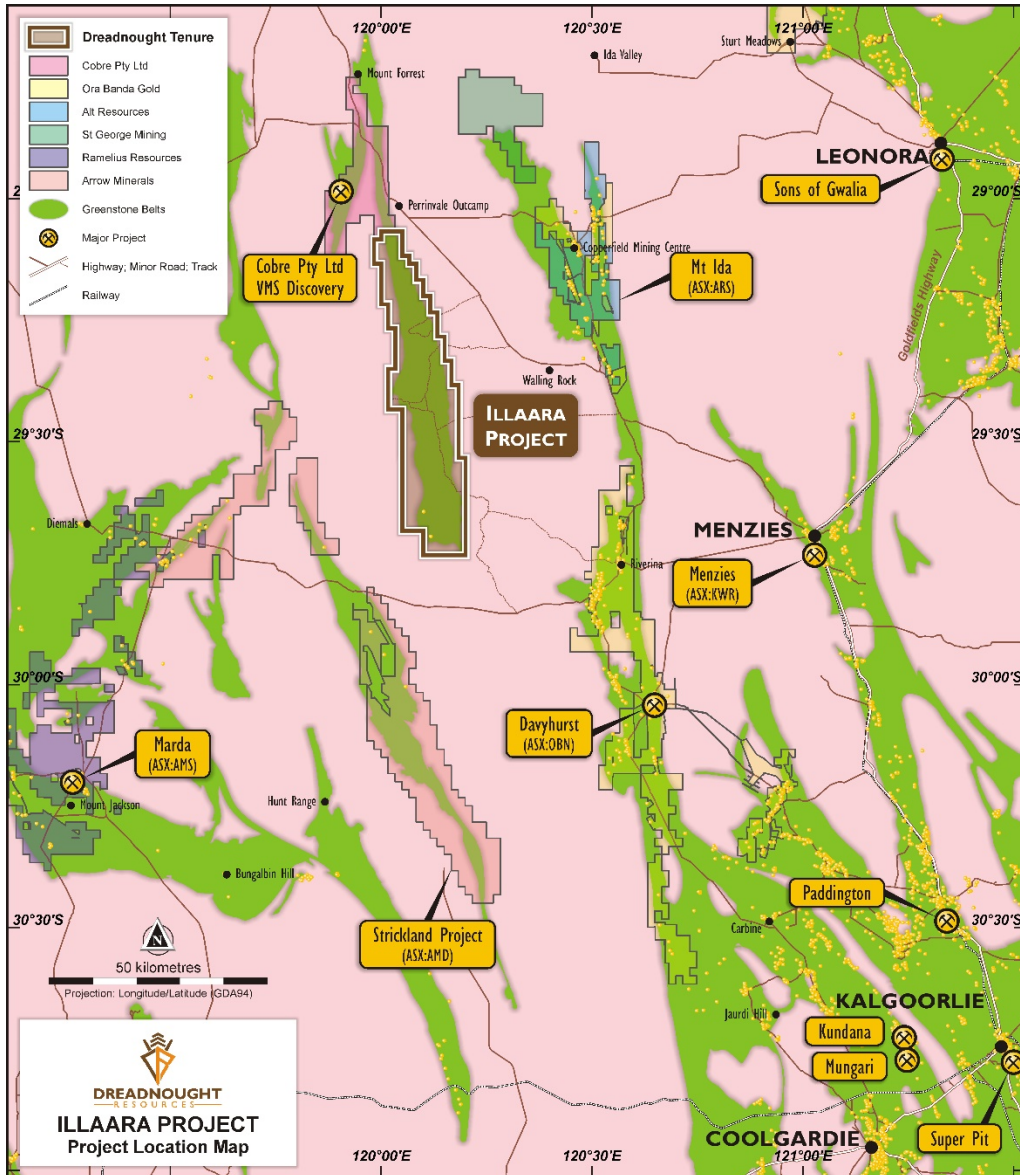 120°00'E
120°30'E
121°00'E
Dreadnought Tenure
Cobre Pty Ltd
Ora Banda Gold
Alt Resources
St George Mining
Ramelius Resources
Arrow Minerals
Greenstone Belts
Major Project
Highway; Minor Road; Track
Railway
Mount Forrest
Ida Valley
Sturt Meadows
LEONORA
Sons of Gwalia
29°00'S
Perrinvale Outcamp
Copperfield Mining Centre
Cobre Pty Ltd
VMS Discovery
Mt Ida
(ASX:ARS)
Goldfields Highway
Walling Rock
ILLAARA
PROJECT
29°30'S
29°30'S
Diemals
MENZIES
Menzies
(ASX:KWR)
Riverina
30°00'S
30°00'S
Davyhurst
(ASX:OBN)
Marda
(ASX:AMS)
Mount Jackson
Hunt Range
Bungalbin Hill
Paddington
30°30'S
30°30'S
Carbine
Strickland Project
(ASX:AMD)
N
50 kilometres
Projection: Longitude/Latitude (GDA94)
Jaurdi Hill
KALGOORLIE
Kundana
Mungari
Super Pit
COOLGARDIE
DREADNOUGHT
RESOURCES
ILLAARA PROJECT
Project Location Map
120°00'E
120°30'E
121°00'E